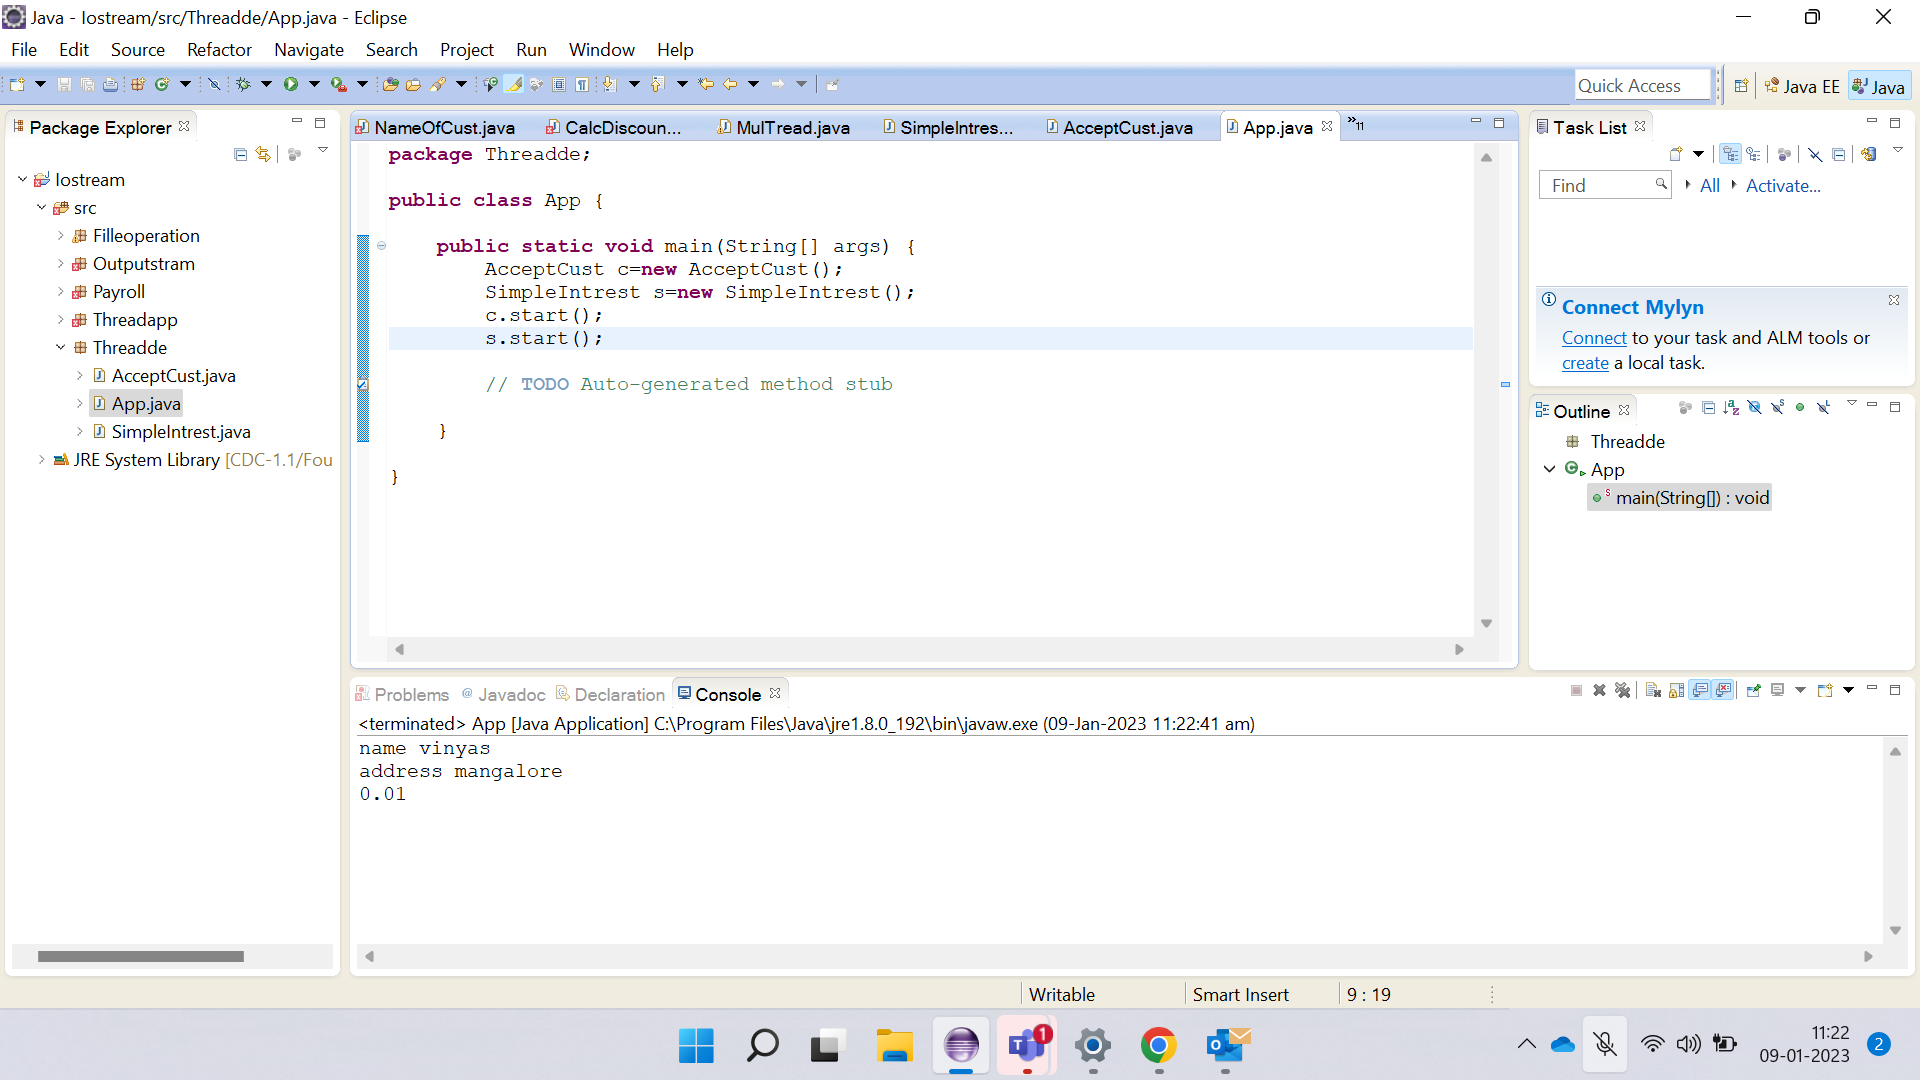 Java - Iostream/src/Threadde/App.java - Eclipse
File Edit Source Refactor Navigate Search Project Run Window Help
Quick Access
Java EE
Java
Package Explorer
Iostream
src
Filleoperation
Outputstram
Payroll
Threadapp
Threadde
AcceptCust.java
App.java
SimpleIntrest.java
JRE System Library [CDC-1.1/Fou
NameOfCust.java CalcDiscoun... MulTread.java SimpleIntres... AcceptCust.java App.java »11
package Threadde;
public class App {
public static void main(String[] args) {
AcceptCust c=new AcceptCust();
SimpleIntrest s=new SimpleIntrest();
c.start();
s.start();
// TODO Auto-generated method stub
}
}
Task List
Find All Activate...
Connect Mylyn
Connect to your task and ALM tools or
create a local task.
Outline
Threadde
App
main(String[]) : void
Problems @ Javadoc Declaration Console
<terminated> App [Java Application] C:\Program Files\Java\jre1.8.0_192\bin\javaw.exe (09-Jan-2023 11:22:41 am)
name vinyas
address mangalore
0.01
Writable Smart Insert 9 : 19
1
11:22
09-01-2023
2